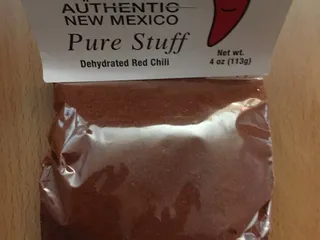 AUTHENTIC
NEW MEXICO
Pure Stuff
Dehydrated Red Chili
Net wt.
4 oz (113g)